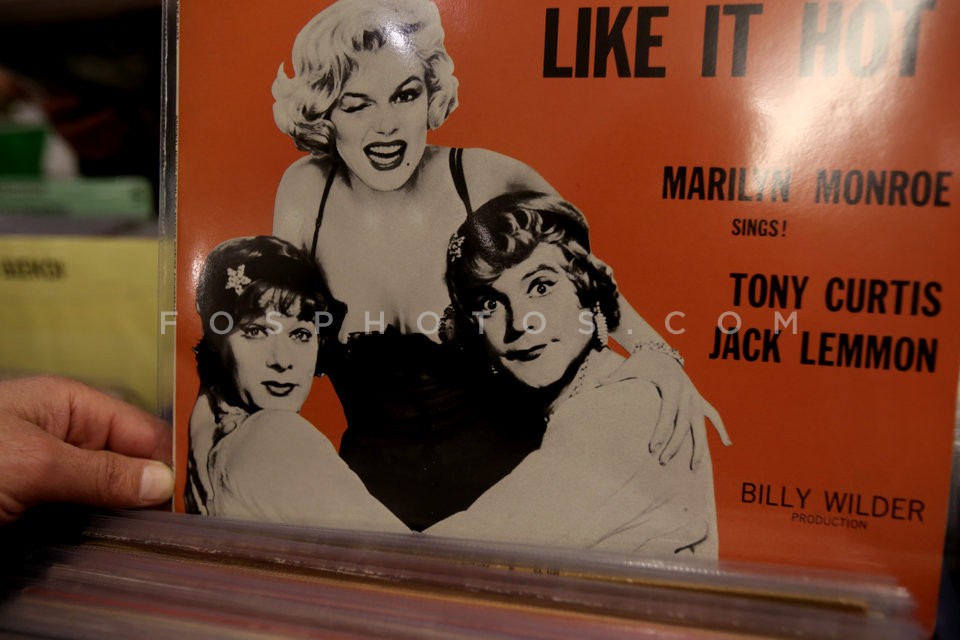 LIKE IT HOT
MARILYN MONROE
SINGS!
TONY CURTIS
JACK LEMMON
FOSPHOTOS.COM
BILLY WILDER
PRODUCTION